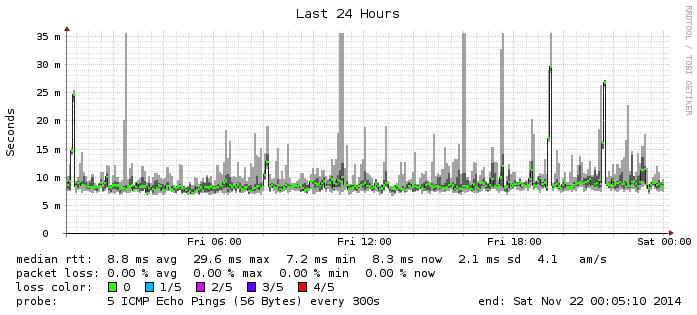 Last 24 Hours
RRDTOOL / TOBI OETIKER
Seconds
35 m
30 m
25 m
20 m
15 m
10 m
5 m
0
Fri 06:00 Fri 12:00 Fri 18:00 Sat 00:00
median rtt: 8.8 ms avg 29.6 ms max 7.2 ms min 8.3 ms now 2.1 ms sd 4.1 am/s
packet loss: 0.00 % avg 0.00 % max 0.00 % min 0.00 % now
loss color: 0 1/5 2/5 3/5 4/5
probe: 5 ICMP Echo Pings (56 Bytes) every 300s end: Sat Nov 22 00:05:10 2014